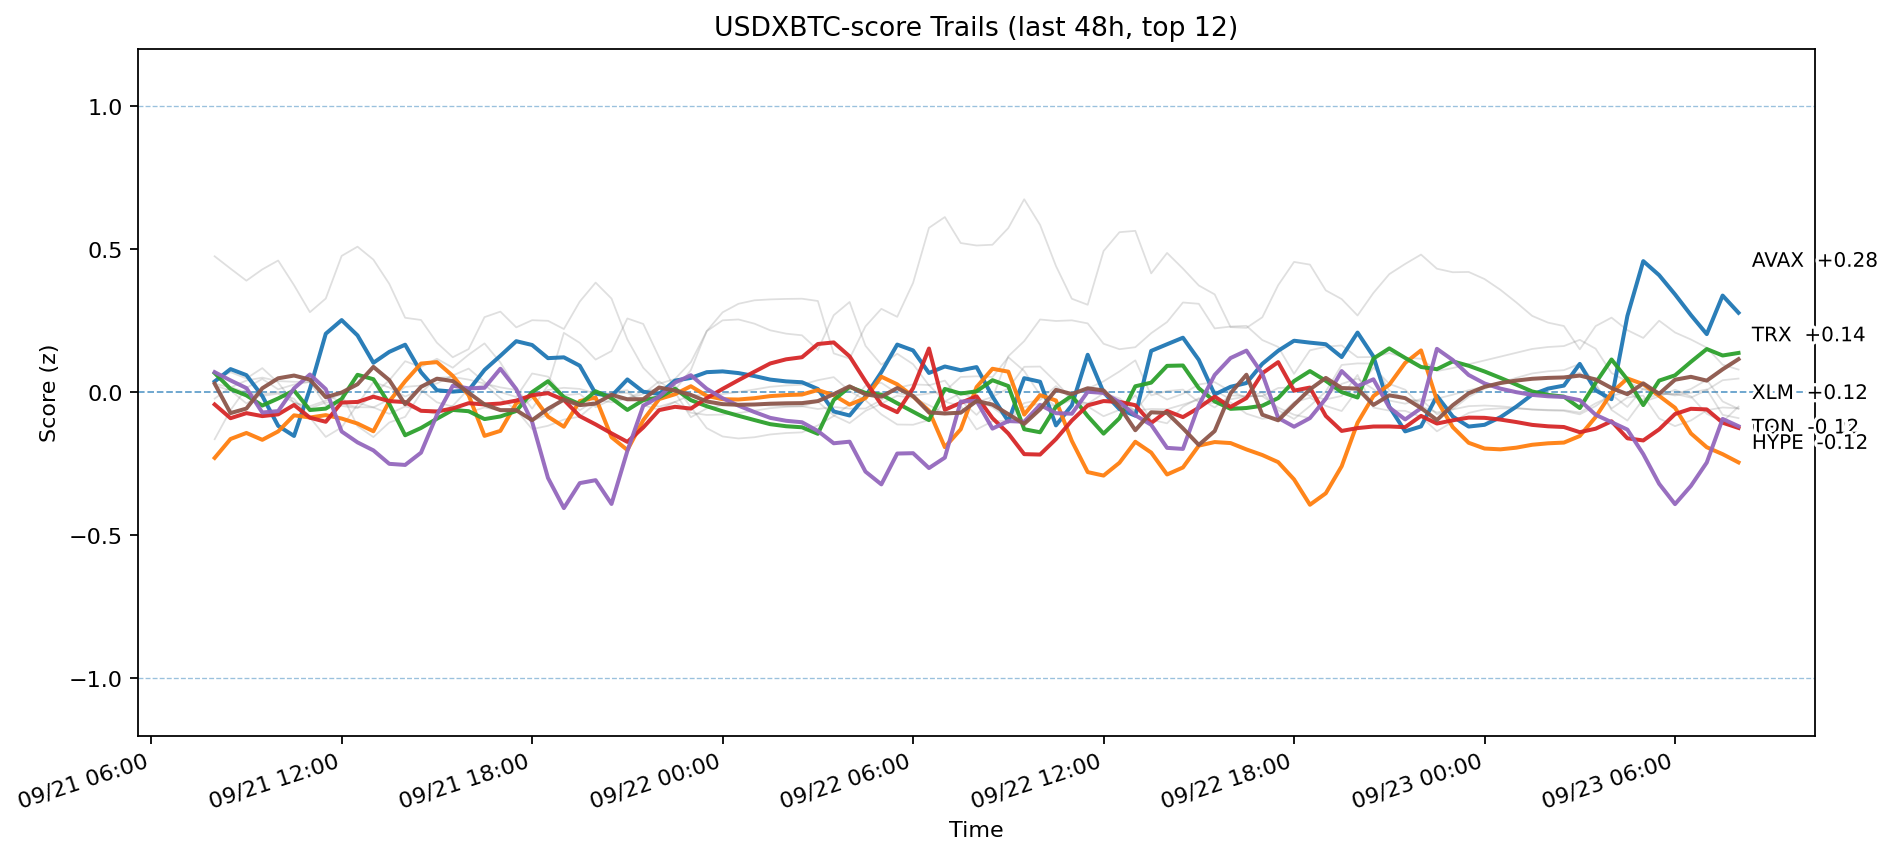 USDXBTC-score Trails (last 48h, top 12)
Score (z)
1.0
0.5
0.0
−0.5
−1.0
AVAX +0.28
TRX +0.14
XLM +0.12
TON -0.12
HYPE -0.12
09/21 06:00
09/21 12:00
09/21 18:00
09/22 00:00
09/22 06:00
09/22 12:00
09/22 18:00
09/23 00:00
09/23 06:00
Time